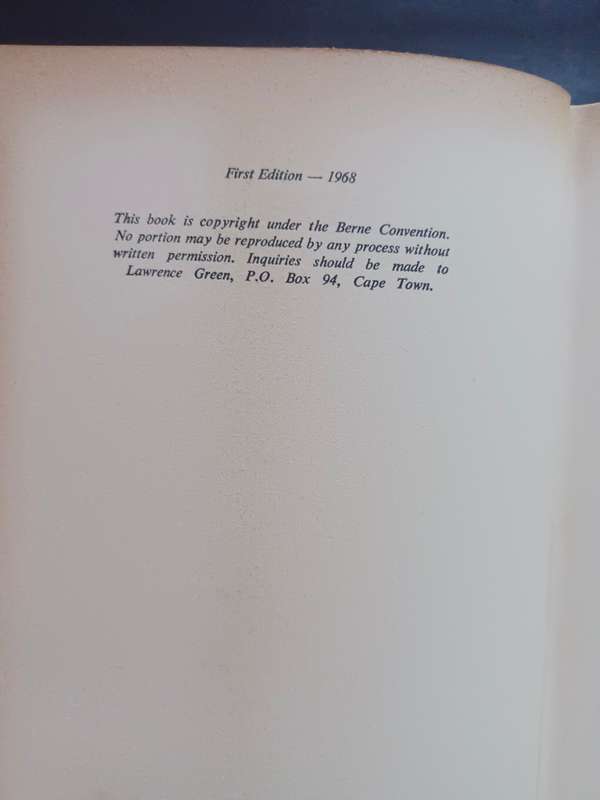 First Edition — 1968
This book is copyright under the Berne Convention.
No portion may be reproduced by any process without
written permission. Inquiries should be made to
Lawrence Green, P.O. Box 94, Cape Town.